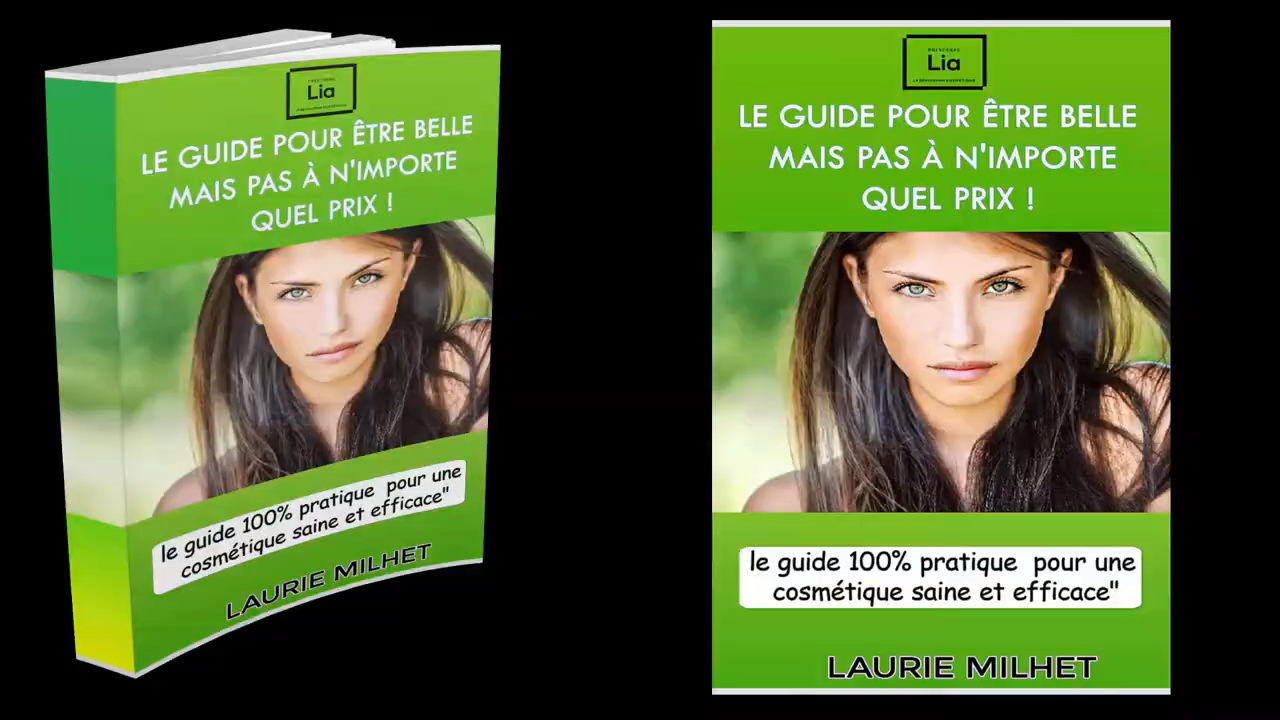 Lia
LE GUIDE POUR ÊTRE BELLE
MAIS PAS À N'IMPORTE
QUEL PRIX !
le guide 100% pratique  pour une
cosmétique saine et efficace"
LAURIE MILHET
Lia
LE GUIDE POUR ÊTRE BELLE
MAIS PAS À N'IMPORTE
QUEL PRIX !
le guide 100% pratique  pour une
cosmétique saine et efficace"
LAURIE MILHET